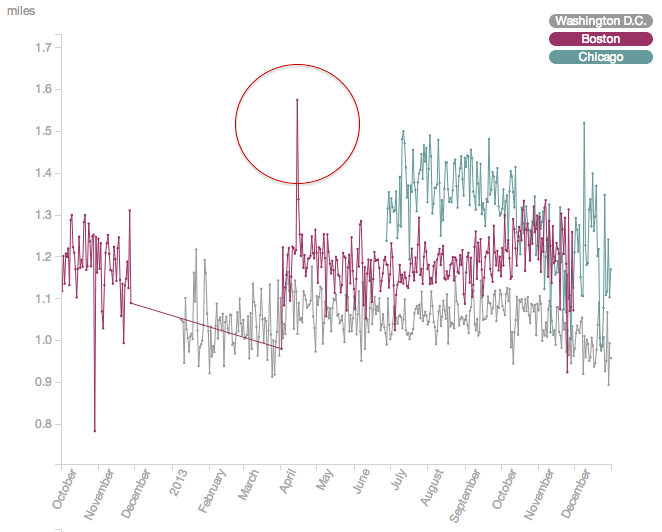 miles
Washington D.C.
Boston
Chicago
1.7
1.6
1.5
1.4
1.3
1.2
1.1
1.0
0.9
0.8
October
November
December
2013
February
March
April
May
June
July
August
September
October
November
December